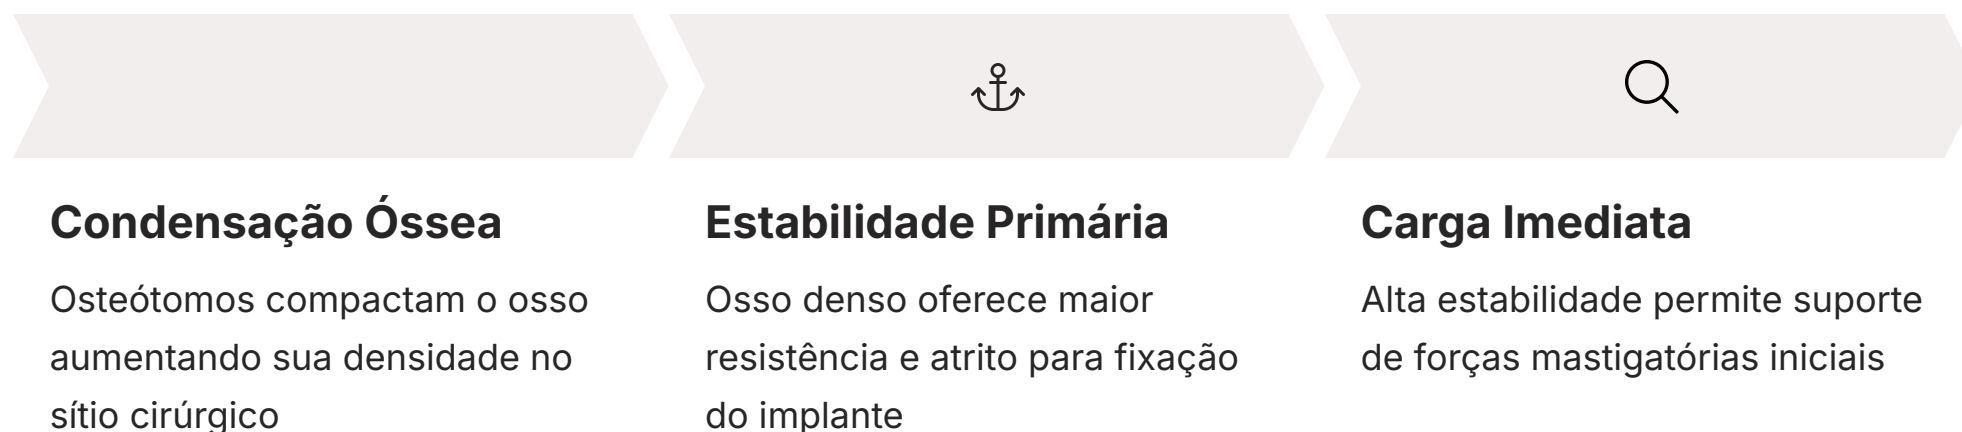 Condensação Óssea
Osteótomos compactam o osso
aumentando sua densidade no
sítio cirúrgico
Estabilidade Primária
Osso denso oferece maior
resistência e atrito para fixação
do implante
Carga Imediata
Alta estabilidade permite suporte
de forças mastigatórias iniciais